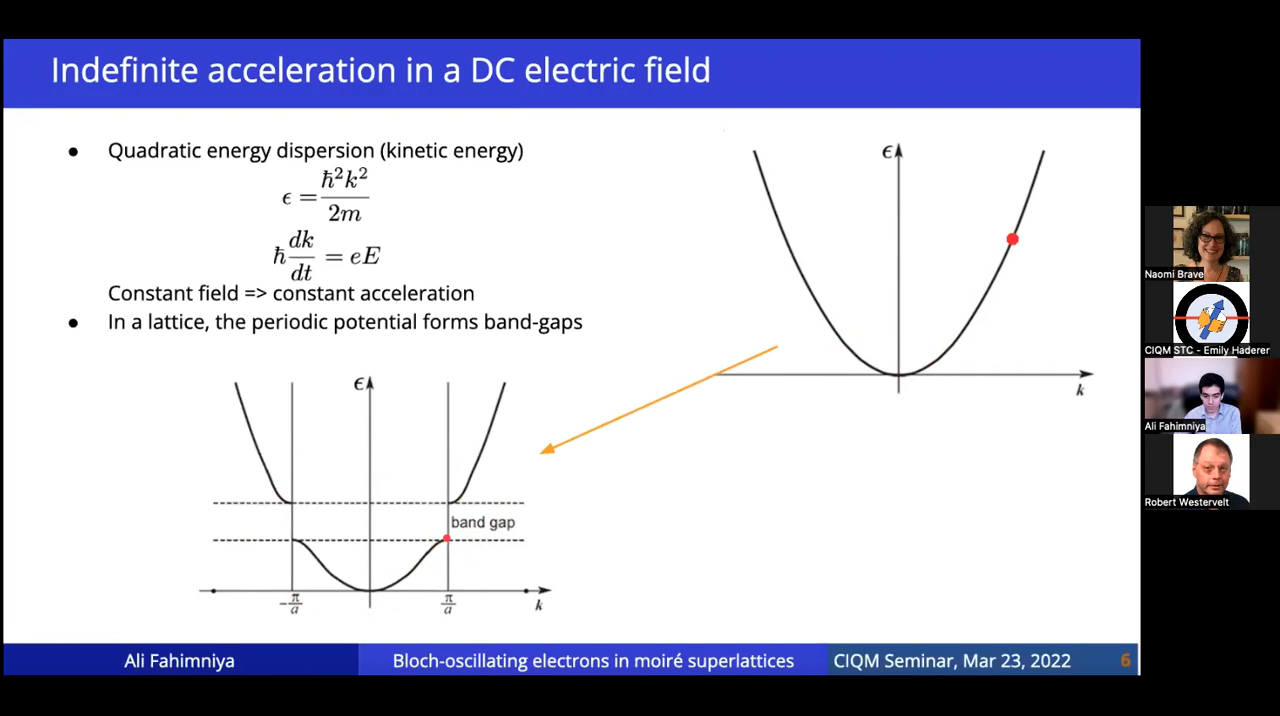 Indefinite acceleration in a DC electric field
● Quadratic energy dispersion (kinetic energy)
ϵ = ℏ²k² / 2m
ℏ dk/dt = eE
Constant field => constant acceleration
● In a lattice, the periodic potential forms band-gaps
ϵ
k
ϵ
band gap
-π/a
π/a
k
Naomi Brave
CIQM STC - Emily Haderer
Ali Fahimniya
Robert Westervelt
Ali Fahimniya
Bloch-oscillating electrons in moiré superlattices
CIQM Seminar, Mar 23, 2022
6